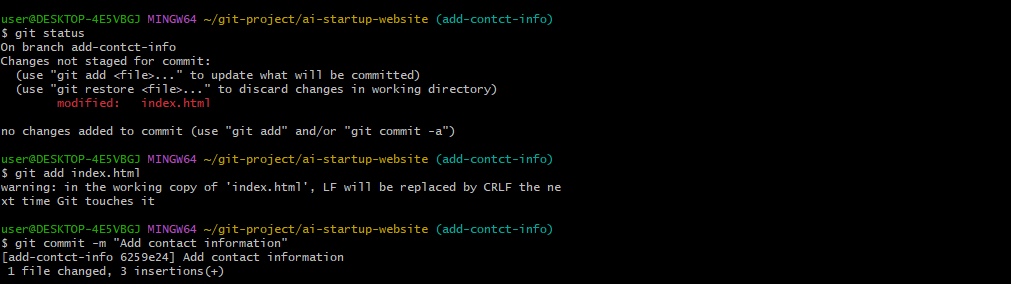 user@DESKTOP-4E5VBGJ MINGW64 ~/git-project/ai-startup-website (add-contct-info)
$ git status
On branch add-contct-info
Changes not staged for commit:
  (use "git add <file>..." to update what will be committed)
  (use "git restore <file>..." to discard changes in working directory)
        modified:   index.html
no changes added to commit (use "git add" and/or "git commit -a")
user@DESKTOP-4E5VBGJ MINGW64 ~/git-project/ai-startup-website (add-contct-info)
$ git add index.html
warning: in the working copy of 'index.html', LF will be replaced by CRLF the ne
xt time Git touches it
user@DESKTOP-4E5VBGJ MINGW64 ~/git-project/ai-startup-website (add-contct-info)
$ git commit -m "Add contact information"
[add-contct-info 6259e24] Add contact information
 1 file changed, 3 insertions(+)